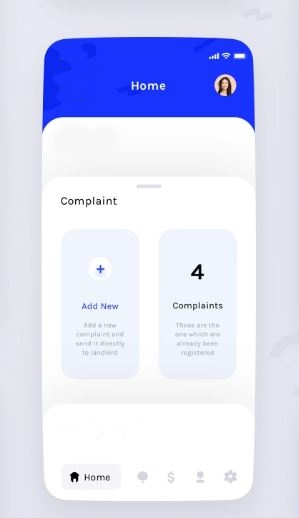 Home
Complaint
+
4
Add New
Complaints
Add a new
complaint and
send it directly
to landlord
These are the
one which are
already been
registered
Home
$